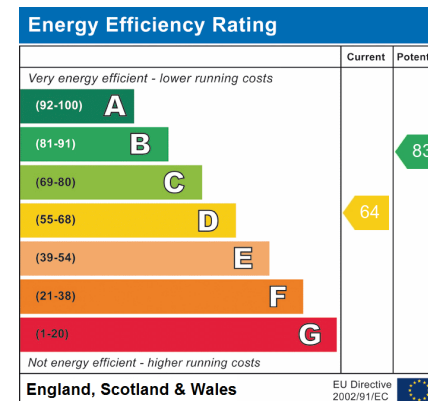 Energy Efficiency Rating
Current
Very energy efficient - lower running costs
(92-100) A
(81-91) B
83
(69-80) C
(55-68) D
64
(39-54) E
(21-38) F
(1-20) G
Not energy efficient - higher running costs
England, Scotland & Wales
EU Directive
2002/91/EC